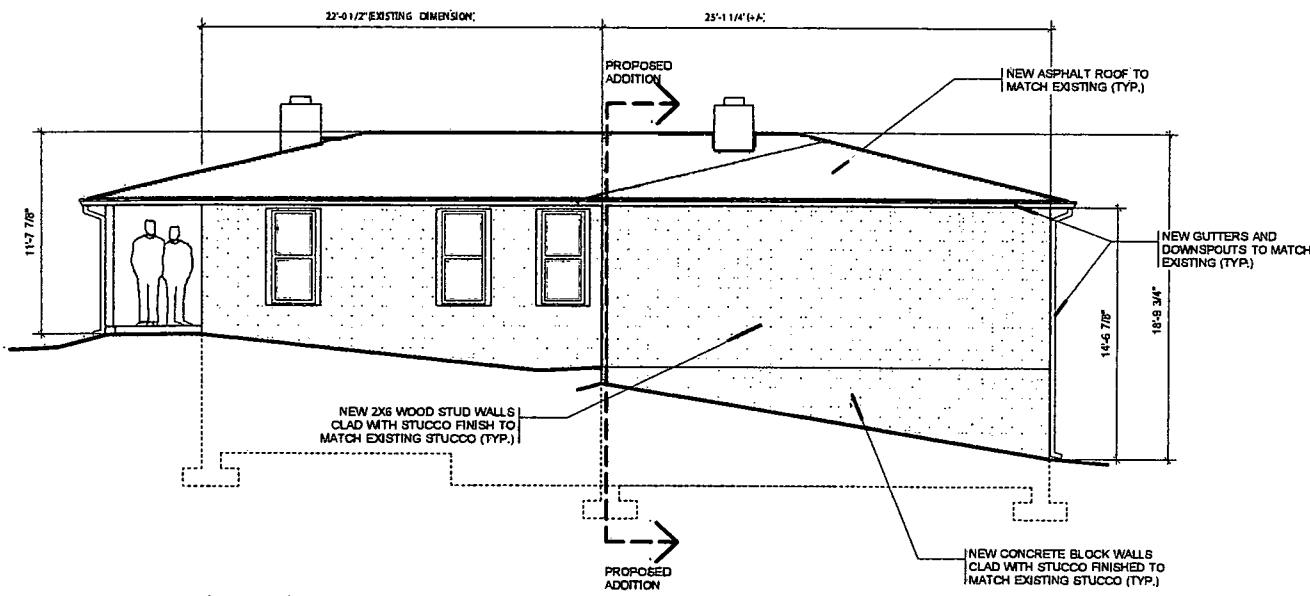 22'-0 1/2" (EXISTING DIMENSION)
25'-1 1/4" (+/-)
PROPOSED
ADDITION
NEW ASPHALT ROOF TO
MATCH EXISTING (TYP.)
11'-7 7/8"
NEW GUTTERS AND
DOWNSPOUTS TO MATCH
EXISTING (TYP.)
14'-6 7/8"
18'-9 3/4"
NEW 2X6 WOOD STUD WALLS
CLAD WITH STUCCO FINISH TO
MATCH EXISTING STUCCO (TYP.)
PROPOSED
ADDITION
NEW CONCRETE BLOCK WALLS
CLAD WITH STUCCO FINISHED TO
MATCH EXISTING STUCCO (TYP.)